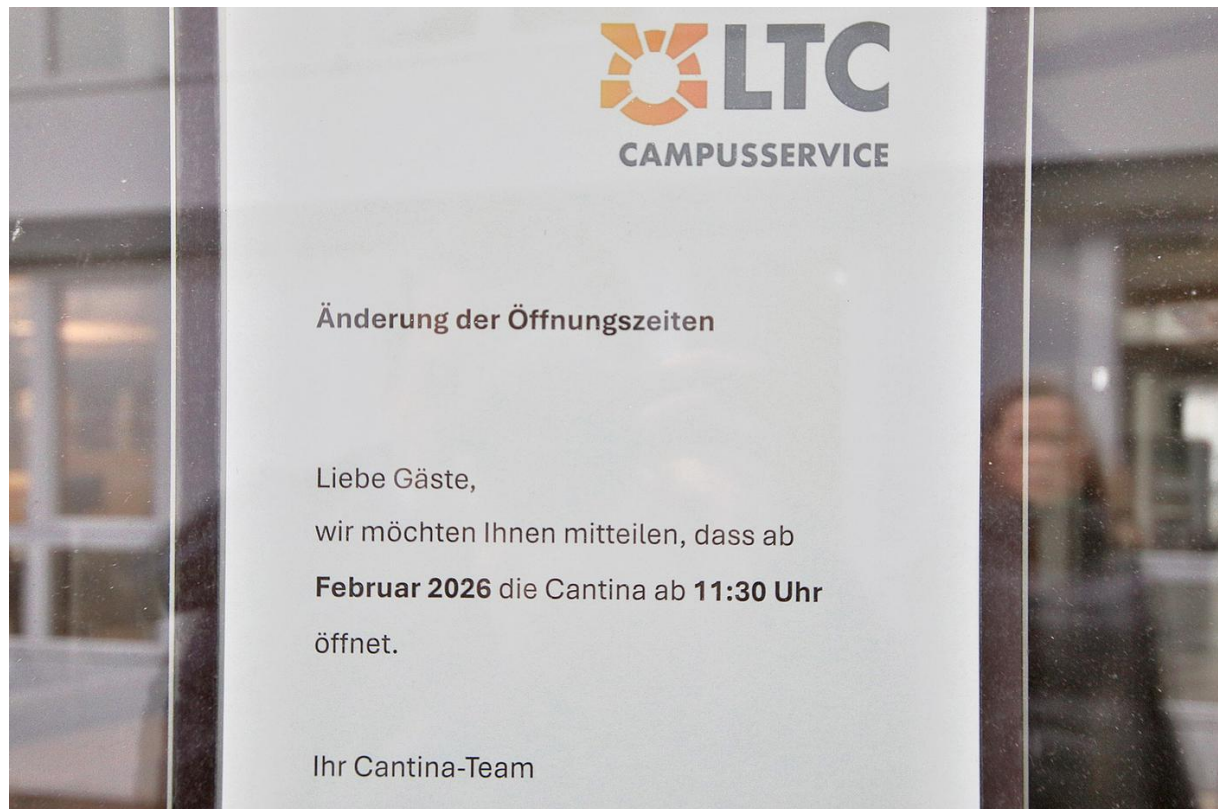 LTC
CAMPUSSERVICE
Änderung der Öffnungszeiten
Liebe Gäste,
wir möchten Ihnen mitteilen, dass ab
Februar 2026 die Cantina ab 11:30 Uhr
öffnet.
Ihr Cantina-Team